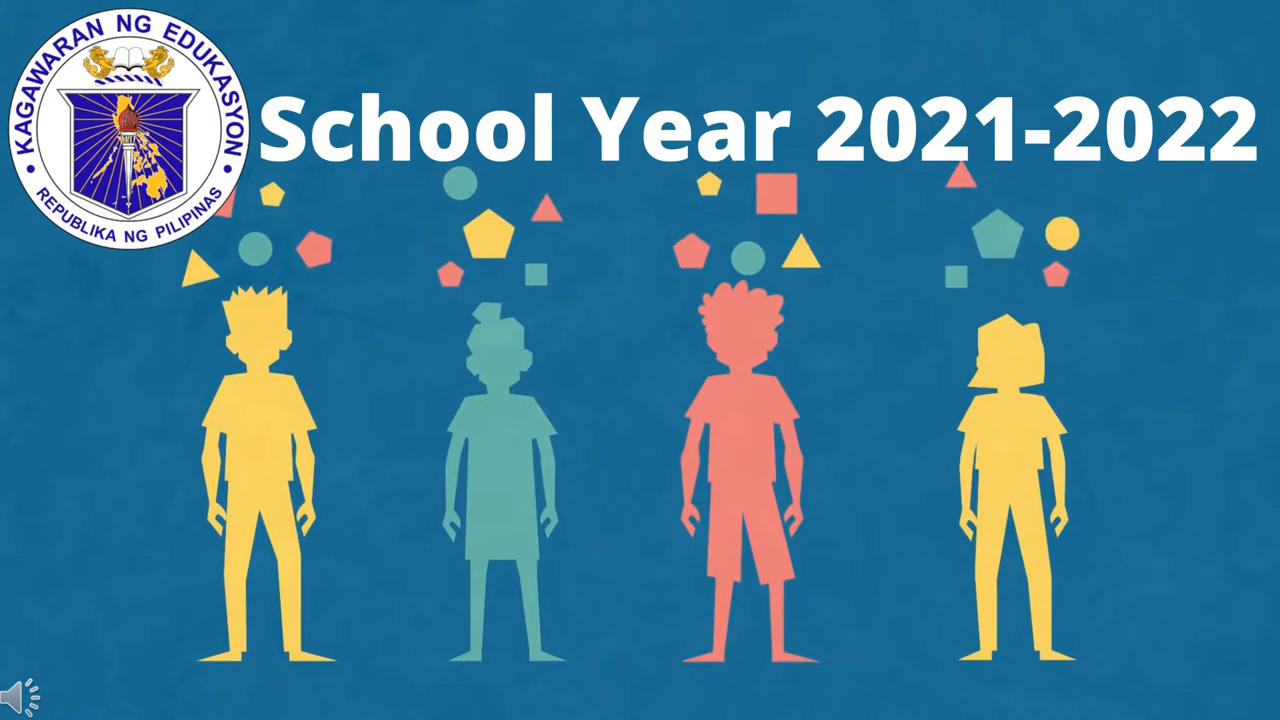 KAGAWARAN NG EDUKASYON
REPUBLIKA NG PILIPINAS
School Year 2021-2022